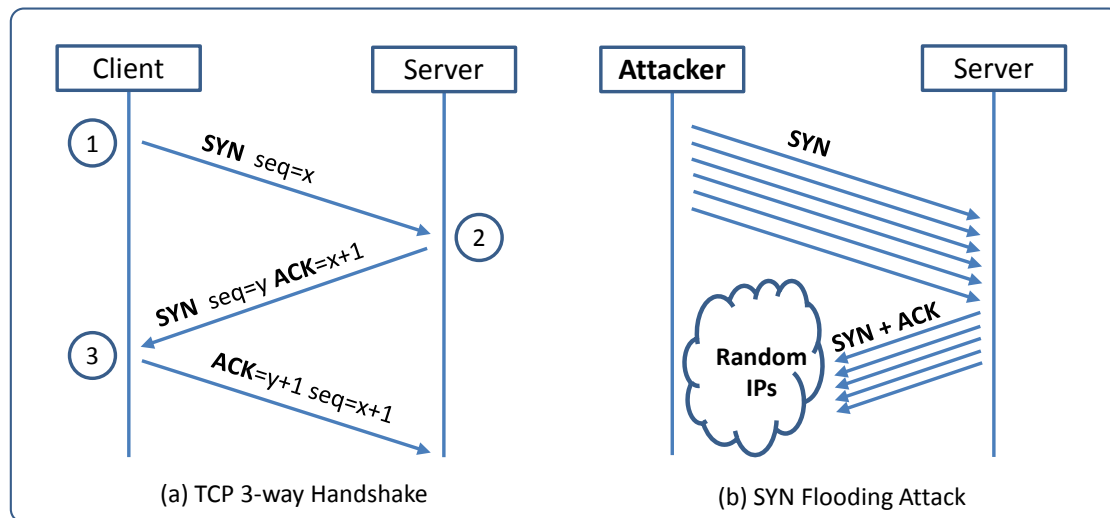 Client
Server
1
SYN seq=x
2
SYN seq=y ACK=x+1
3
ACK=y+1 seq=x+1
(a) TCP 3-way Handshake
Attacker
Server
SYN
SYN + ACK
Random
IPs
(b) SYN Flooding Attack